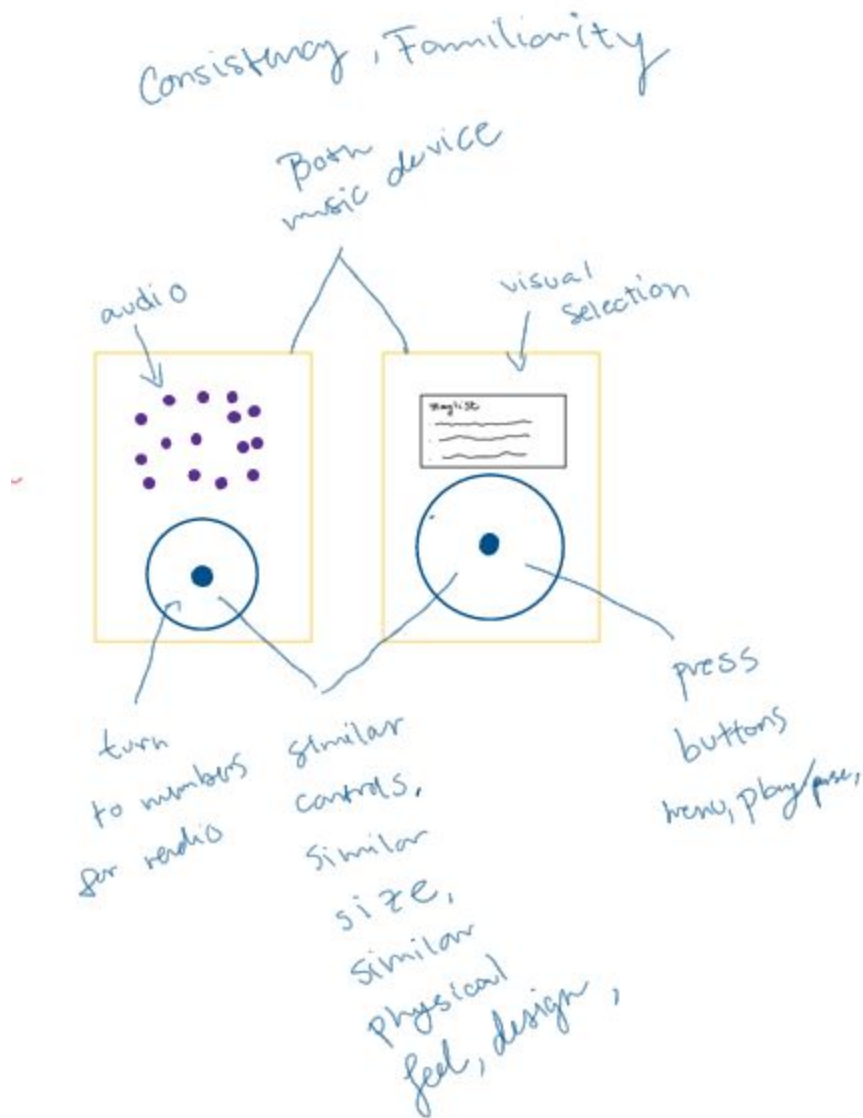 Consistency, Familiarity
Both
music device
audio
visual
selection
playlist
turn
to numbers
for radio
similar
controls,
similar
size,
similar
physical
feel, design,
press
buttons
menu, play/pause,